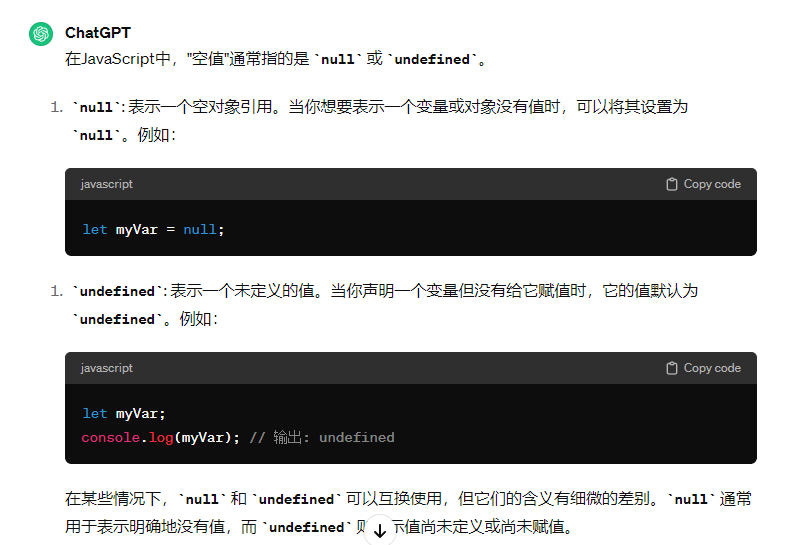 ChatGPT
在JavaScript中，"空值"通常指的是 `null` 或 `undefined`。
1. `null`: 表示一个空对象引用。当你想要表示一个变量或对象没有值时，可以将其设置为
`null`。例如：
javascript Copy code
let myVar = null;
1. `undefined`: 表示一个未定义的值。当你声明一个变量但没有给它赋值时，它的值默认为
`undefined`。例如：
javascript Copy code
let myVar;
console.log(myVar); // 输出: undefined
在某些情况下，`null` 和 `undefined` 可以互换使用，但它们的含义有细微的差别。`null` 通常
用于表示明确地没有值，而 `undefined` 示值尚未定义或尚未赋值。